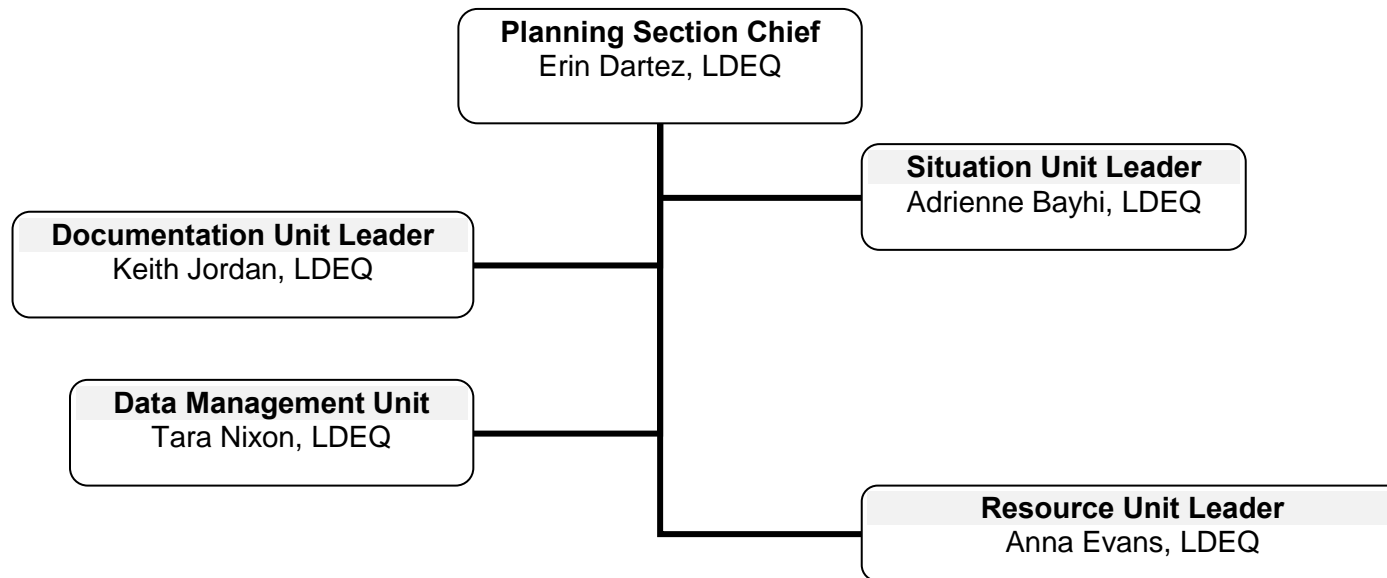 Planning Section Chief
Erin Dartez, LDEQ
Situation Unit Leader
Adrienne Bayhi, LDEQ
Documentation Unit Leader
Keith Jordan, LDEQ
Data Management Unit
Tara Nixon, LDEQ
Resource Unit Leader
Anna Evans, LDEQ